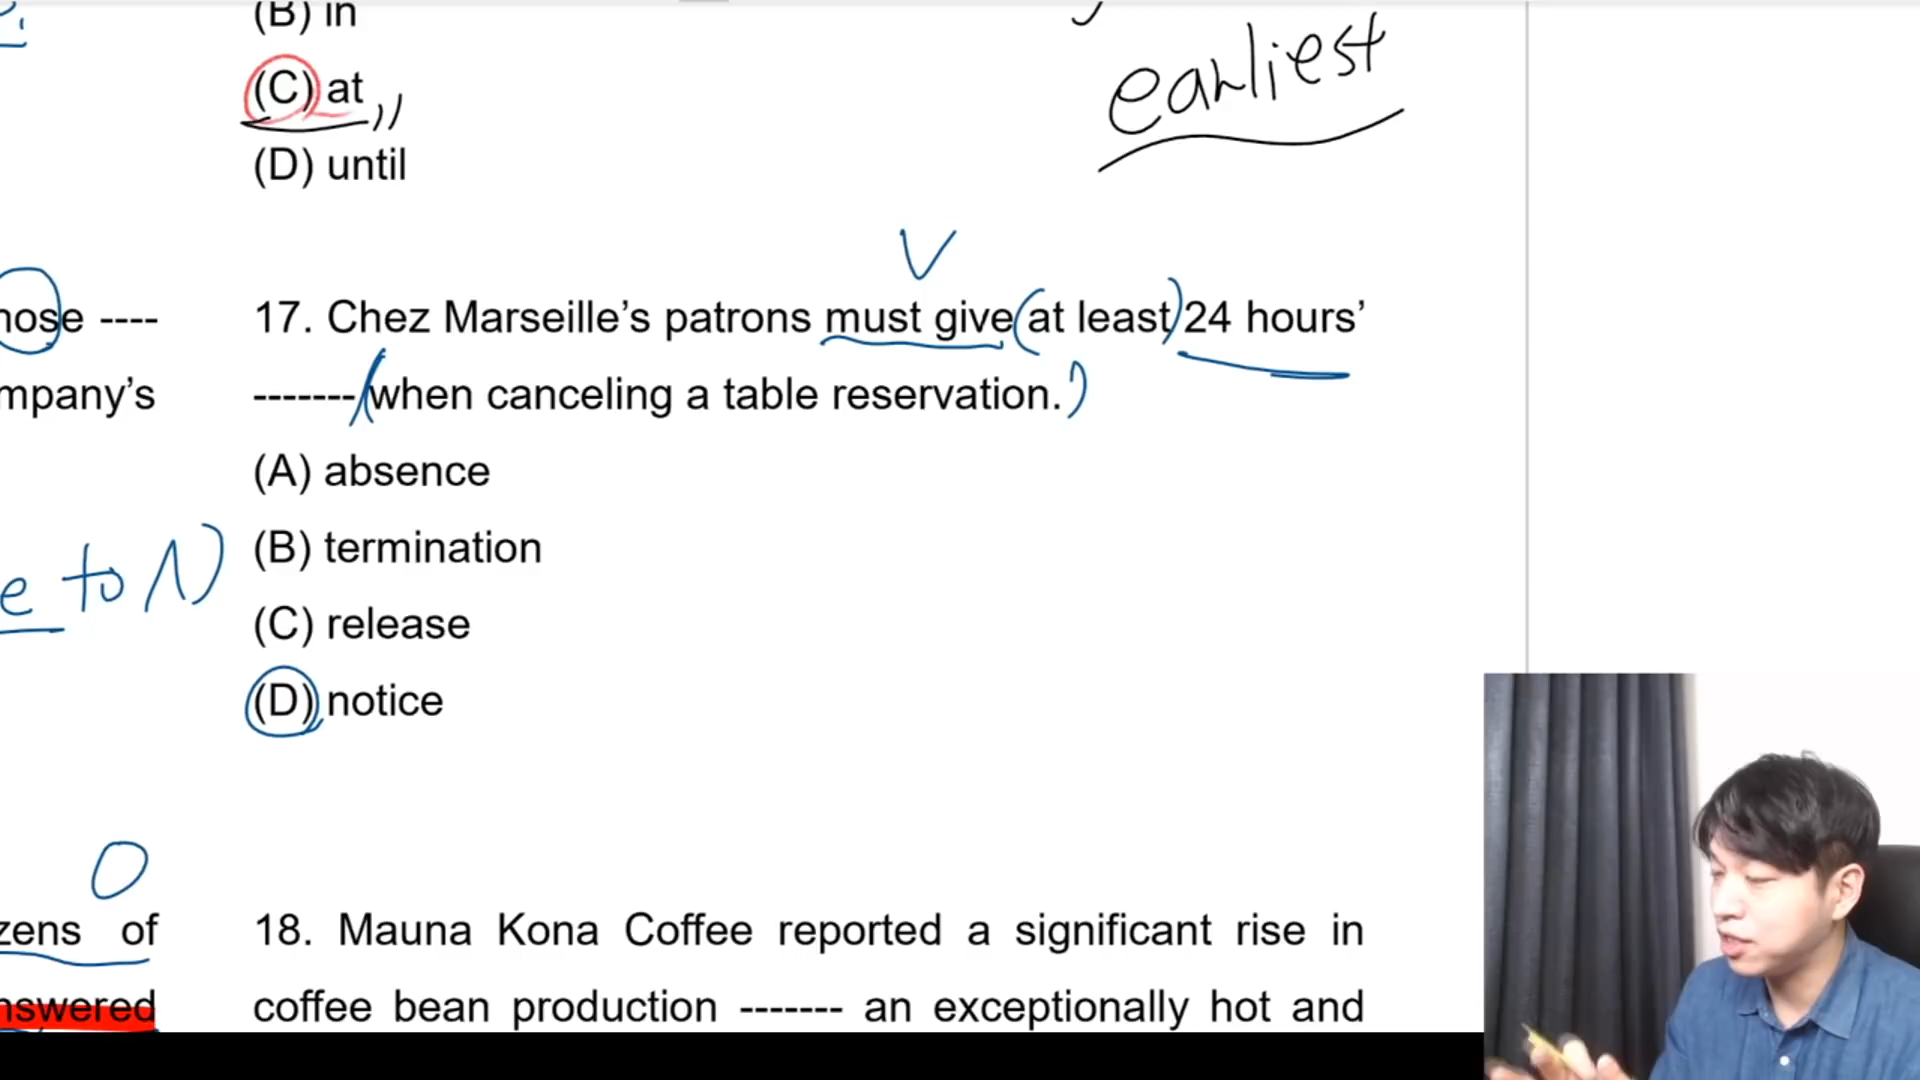 (B) in
(C) at
(D) until
earliest
V
17. Chez Marseille’s patrons must give (at least) 24 hours’
------- (when canceling a table reservation.)
(A) absence
(B) termination
(C) release
(D) notice
18. Mauna Kona Coffee reported a significant rise in
coffee bean production ------- an exceptionally hot and
----
mpany’s
e to N)
O
zens of
nswered